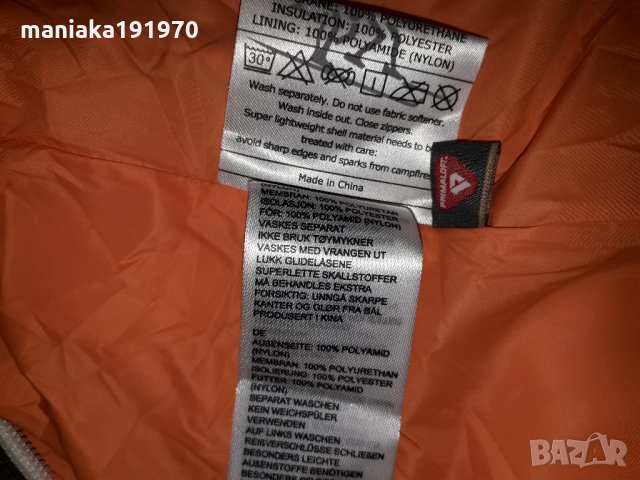 maniaka191970
MEMBRANE: 100% POLYURETHANE
INSULATION: 100% POLYESTER
LINING: 100% POLYAMIDE (NYLON)
30°
Wash separately. Do not use fabric softener.
Wash inside out. Close zippers.
Super lightweight shell material needs to be
treated with care:
avoid sharp edges and sparks from campfires
Made in China
PRIMALOFT
MEMBRAN: 100% POLYURETAN
ISOLASJON: 100% POLYESTER
FÔR: 100% POLYAMID (NYLON)
VASKES SEPARAT
IKKE BRUK TØYMYKNER
VASKES MED VRANGEN UT
LUKK GLIDELÅSENE
SUPERLETTE SKALLSTOFFER
MÅ BEHANDLES EKSTRA
FORSIKTIG: UNNGÅ SKARPE
KANTER OG GLØR FRA BÅL
PRODUSERT I KINA
DE
AUßENSEITE: 100% POLYAMID
(NYLON)
MEMBRAN: 100% POLYURETHAN
ISOLIERUNG: 100% POLYESTER
FUTTER: 100% POLYAMID
(NYLON)
SEPARAT WASCHEN
KEIN WEICHSPÜLER
VERWENDEN
AUF LINKS WASCHEN
REIßVERSCHLÜSSE SCHLIEßEN
BESONDERS LEICHTE
AUßENSTOFFE BENÖTIGEN
BAZAR